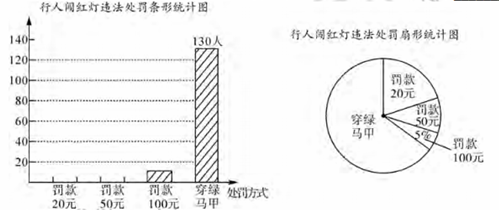 行人闯红灯违法处罚条形统计图
140
120
100
80
60
40
20
130人
罚款
20元
罚款
50元
罚款
100元
穿绿
马甲
处罚方式
行人闯红灯违法处罚扇形统计图
罚款
20元
罚款
50元
5%
罚款
100元
穿绿
马甲